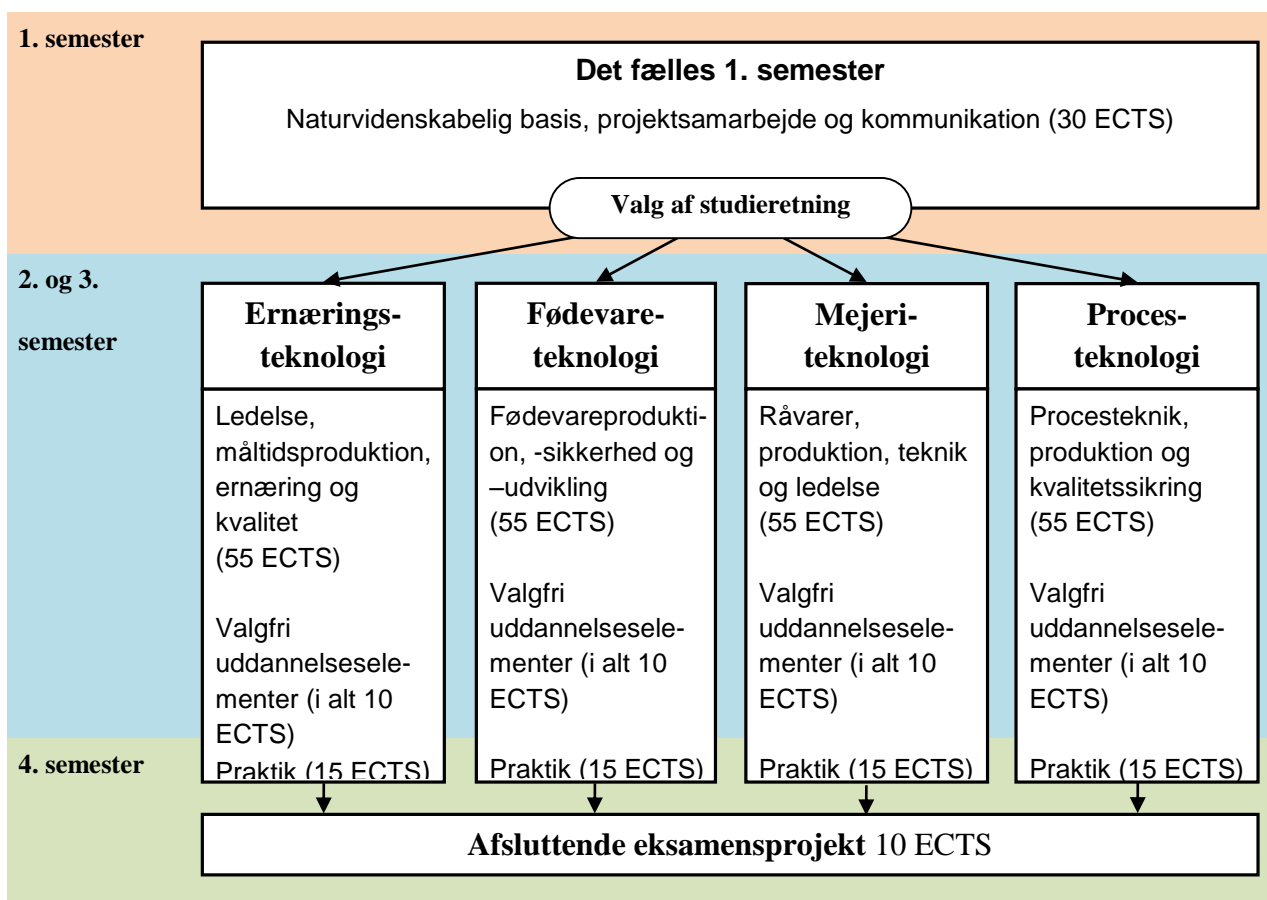 1. semester
Det fælles 1. semester
Naturvidenskabelig basis, projektsamarbejde og kommunikation (30 ECTS)
Valg af studieretning
2. og 3.
semester
Ernærings-
teknologi
Ledelse,
måltidsproduktion,
ernæring og
kvalitet
(55 ECTS)
Valgfri
uddannelsesele-
menter (i alt 10
ECTS)
Praktik (15 ECTS)
Fødevare-
teknologi
Fødevareprodukti-
on, -sikkerhed og
–udvikling
(55 ECTS)
Valgfri
uddannelsesele-
menter (i alt 10
ECTS)
Praktik (15 ECTS)
Mejeri-
teknologi
Råvarer,
produktion, teknik
og ledelse
(55 ECTS)
Valgfri
uddannelsesele-
menter (i alt 10
ECTS)
Praktik (15 ECTS)
Proces-
teknologi
Procesteknik,
produktion og
kvalitetssikring
(55 ECTS)
Valgfri
uddannelsesele-
menter (i alt 10
ECTS)
Praktik (15 ECTS)
4. semester
Afsluttende eksamensprojekt 10 ECTS